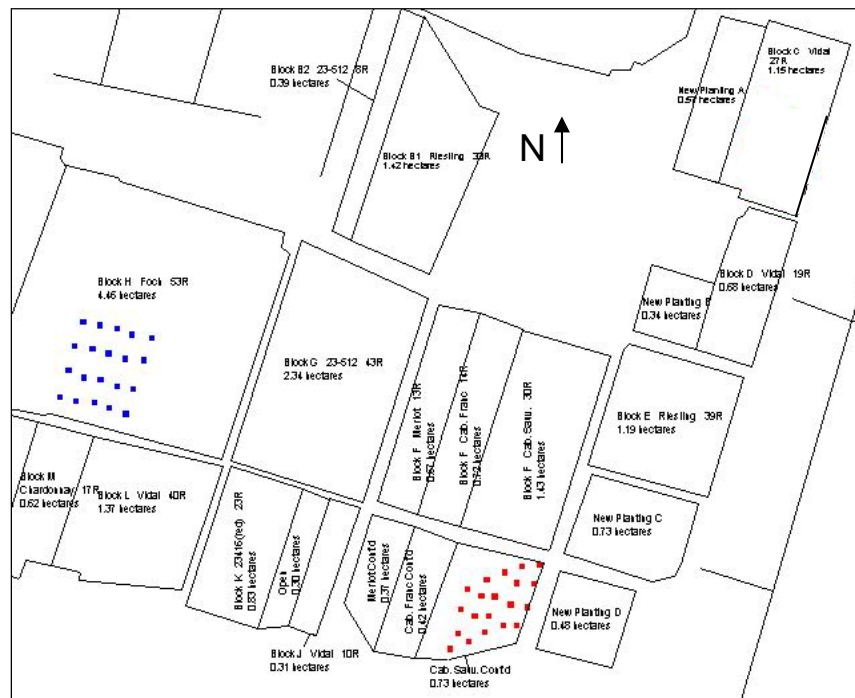 Block C Vidal
27R
1.15 hectares
Block B2 23-512 8R
0.39 hectares
New Planting A
0.57 hectares
N
Block B1 Riesling 33R
1.42 hectares
Block H Foch 53R
4.46 hectares
Block D Vidal 19R
0.68 hectares
New Planting B
0.34 hectares
Block G 23-512 43R
2.34 hectares
Block F Merlot 13R
0.67 hectares
Block F Cab. Franc 14R
0.72 hectares
Block F Cab. Sauv. 30R
1.43 hectares
Block E Riesling 39R
1.19 hectares
Block M
Chardonnay 17R
0.62 hectares
Block L Vidal 40R
1.37 hectares
Block K 23416(red) 23R
0.83 hectares
Open
0.30 hectares
Merlot Cont'd
0.37 hectares
Cab. Franc Cont'd
0.42 hectares
New Planting C
0.73 hectares
New Planting D
0.48 hectares
Block J Vidal 10R
0.31 hectares
Cab. Sauv. Cont'd
0.73 hectares